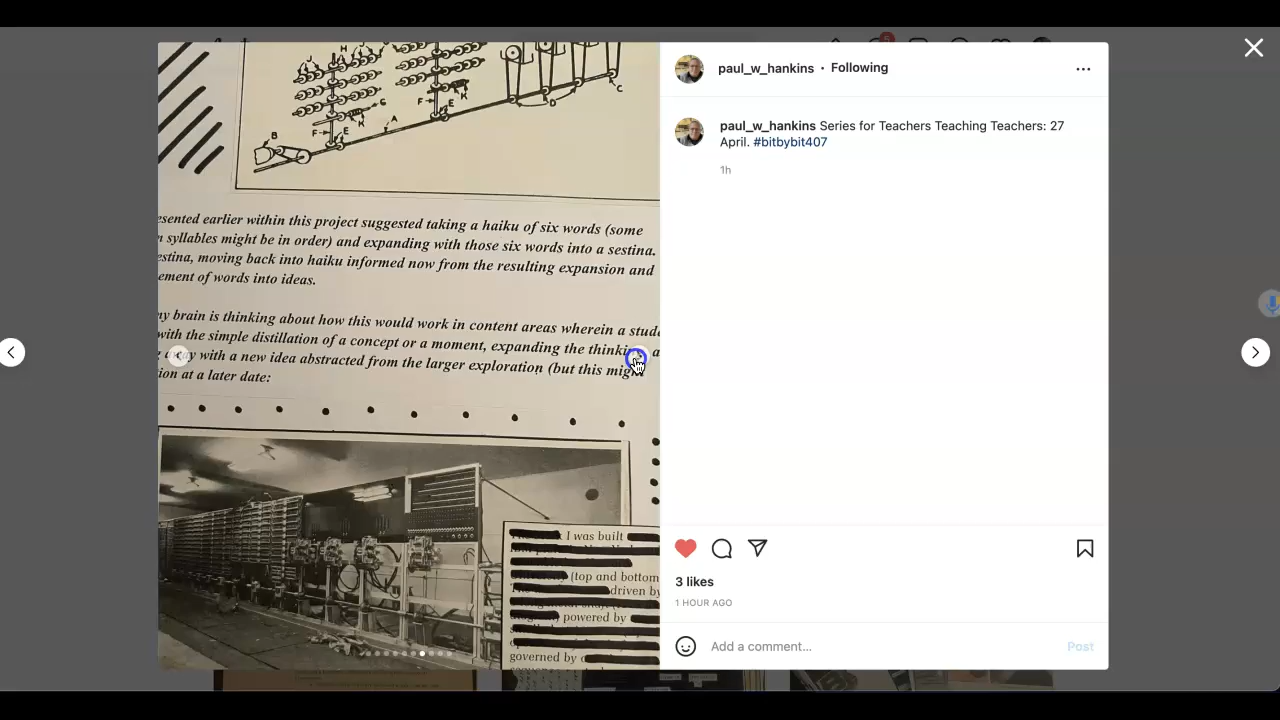 J
H
G
K
F
E
A
B
F
E
K
D
C
esented earlier within this project suggested taking a haiku of six words (some
syllables might be in order) and expanding with those six words into a sestina.
estina, moving back into haiku informed now from the resulting expansion and
ement of words into ideas.
my brain is thinking about how this would work in content areas wherein a stud
with the simple distillation of a concept or a moment, expanding the thinking
away with a new idea abstracted from the larger exploration (but this might
ion at a later date:
I was built
(top and bottom
driven by
powered by
governed by
paul_w_hankins • Following
paul_w_hankins Series for Teachers Teaching Teachers: 27
April. #bitbybit407
1h
3 likes
1 HOUR AGO
Add a comment...
Post